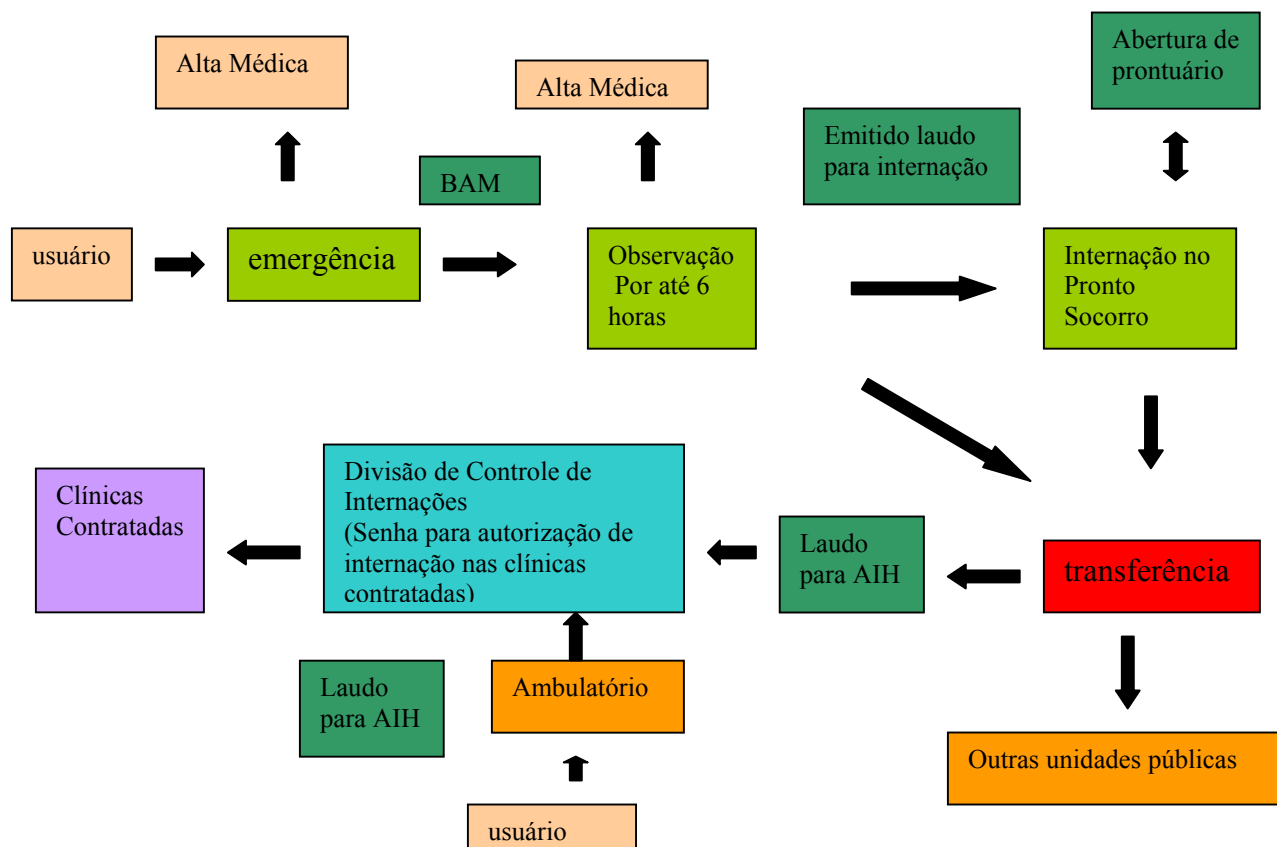 Alta Médica
Alta Médica
Abertura de
prontuário
BAM
Emitido laudo
para internação
usuário
emergência
Observação
Por até 6
horas
Internação no
Pronto
Socorro
Clínicas
Contratadas
Divisão de Controle de
Internações
(Senha para autorização de
internação nas clínicas
contratadas)
Laudo
para AIH
transferência
Laudo
para AIH
Ambulatório
Outras unidades públicas
usuário